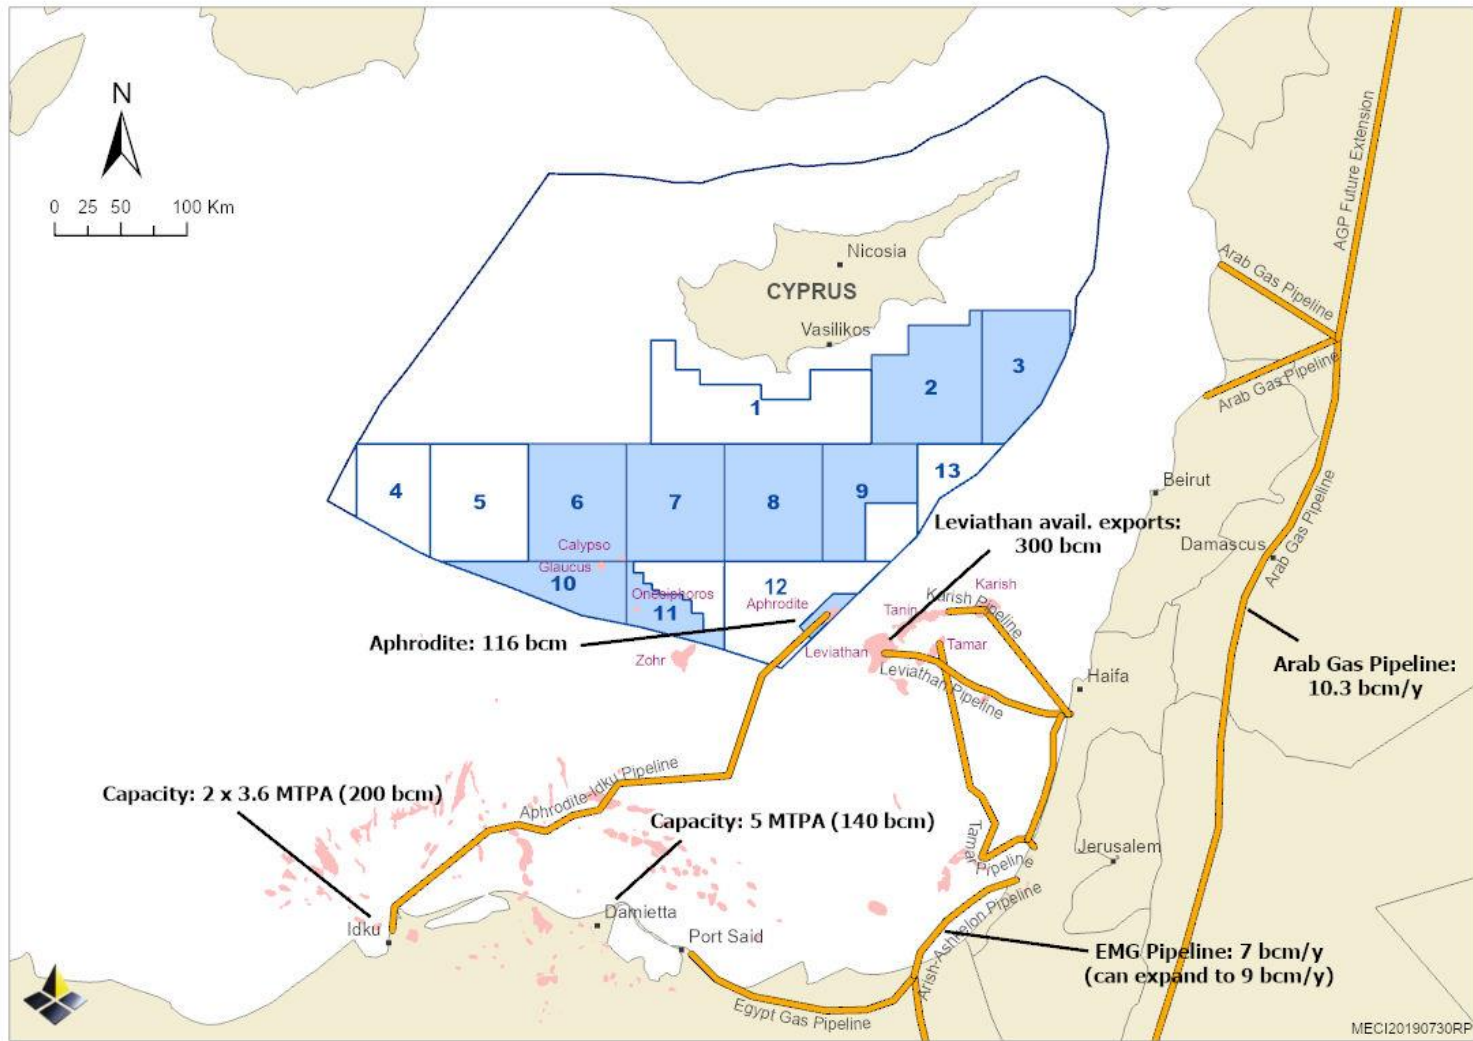 N
0 25 50 100 Km
AGP Future Extension
Nicosia
CYPRUS
Vasilikos
Arab Gas Pipeline
Arab Gas Pipeline
1
2
3
4
5
6
7
8
9
13
Beirut
Leviathan avail. exports:
300 bcm
Damascus
Arab Gas Pipeline
Calypso
Glaucus
10
Onesiphoros
11
12
Aphrodite
Aphrodite: 116 bcm
Zohr
Leviathan
Tanin
Karish
Karish Pipeline
Tamar
Leviathan Pipeline
Haifa
Arab Gas Pipeline:
10.3 bcm/y
Aphrodite-Idku Pipeline
Capacity: 2 x 3.6 MTPA (200 bcm)
Capacity: 5 MTPA (140 bcm)
Tamar Pipeline
Jerusalem
Idku
Damietta
Port Said
Arish-Ashkelon Pipeline
EMG Pipeline: 7 bcm/y
(can expand to 9 bcm/y)
Egypt Gas Pipeline
MECI20190730RP